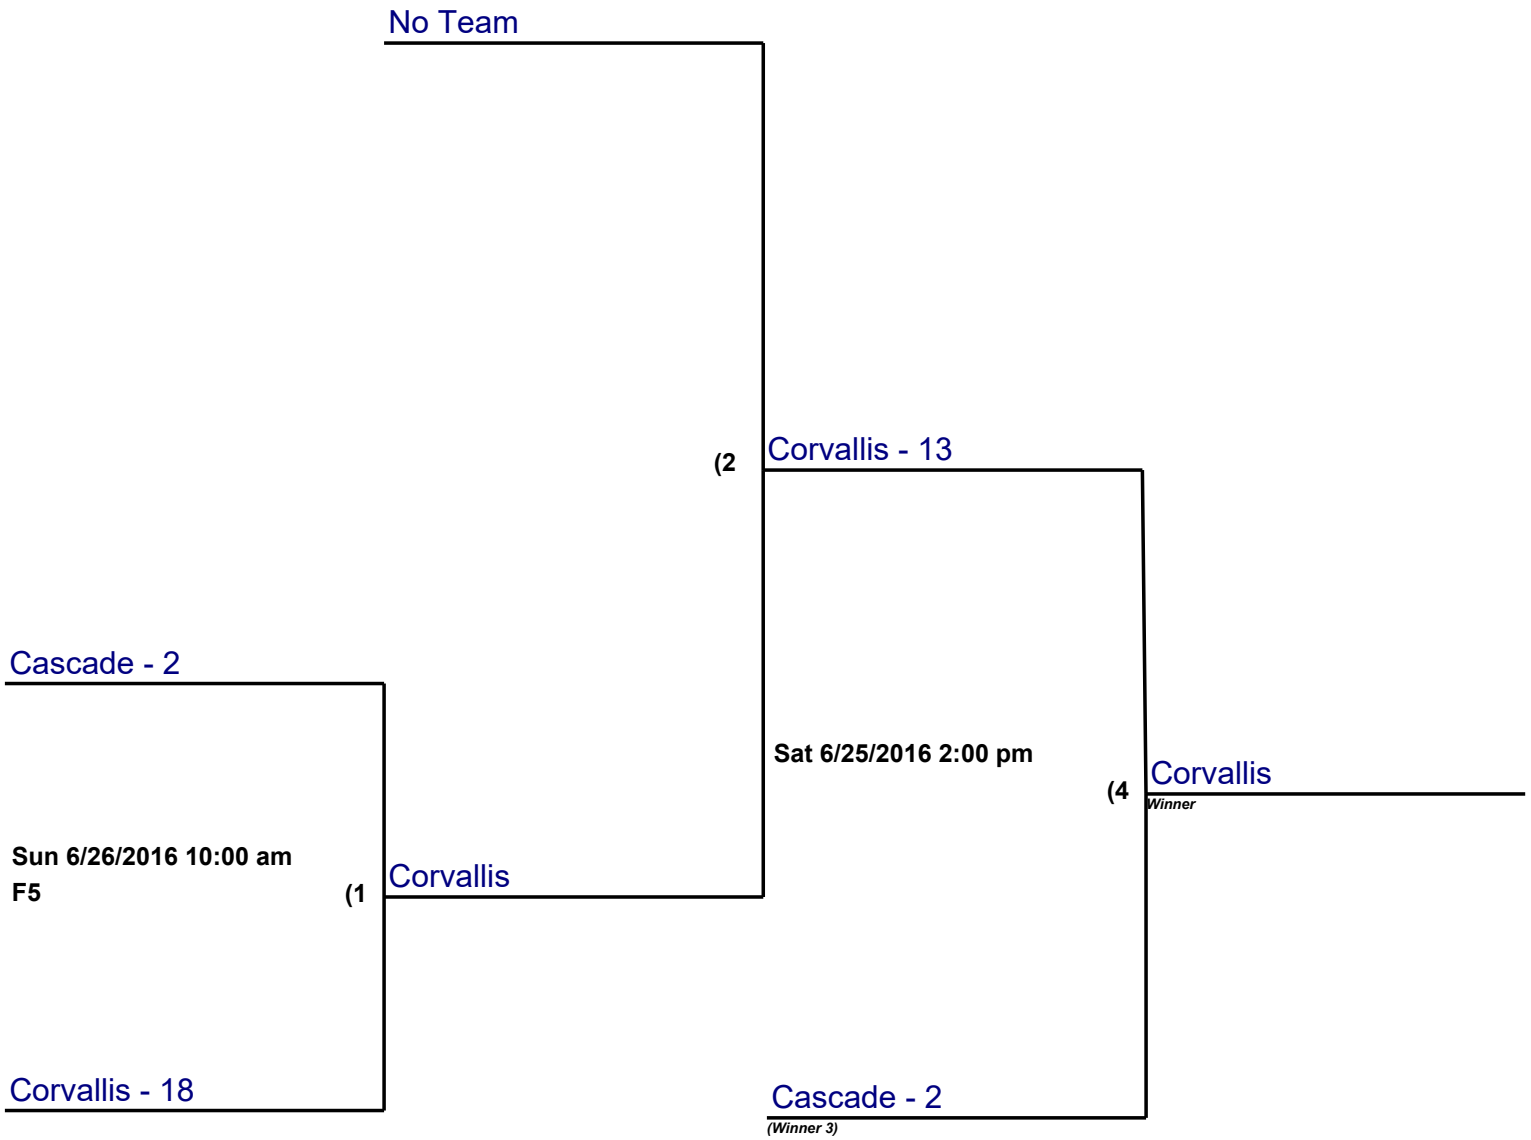 No Team
(2
Corvallis - 13
Cascade - 2
Sat 6/25/2016 2:00 pm
(4
Corvallis
Winner
Sun 6/26/2016 10:00 am
F5
(1
Corvallis
Corvallis - 18
Cascade - 2
(Winner 3)